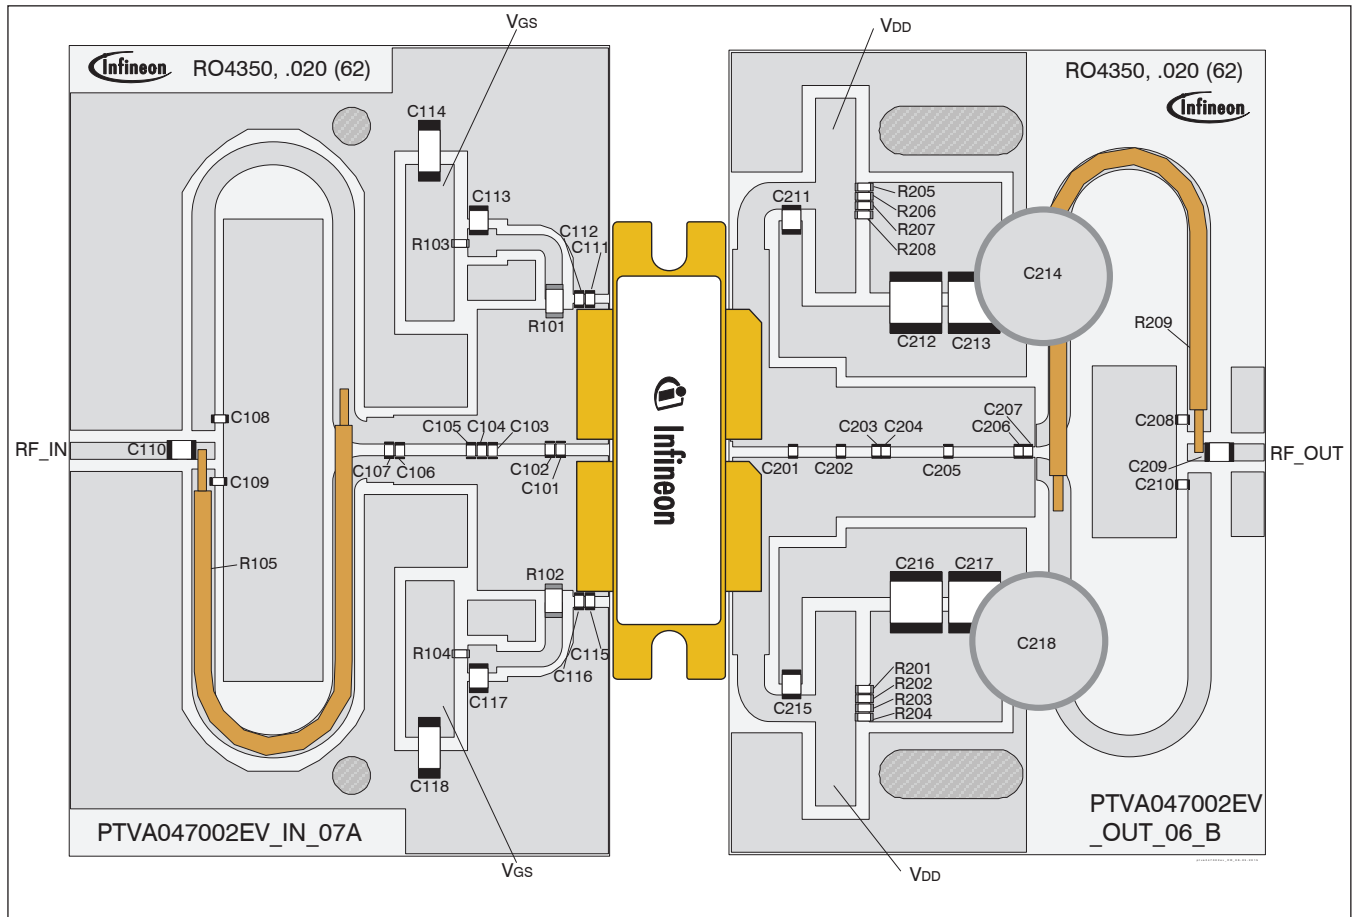 VGS
VDD
Infineon
RO4350, .020 (62)
RO4350, .020 (62)
Infineon
C114
C113
C112
C111
R103
R101
C211
R205
R206
R207
R208
C214
C212
C213
R209
C108
C110
RF_IN
C109
C105
C104
C103
C107
C106
C102
C101
Infineon
C201
C202
C203
C204
C205
C207
C206
C208
C209
C210
RF_OUT
R105
R102
R104
C115
C116
C117
C118
C216
C217
C218
C215
R201
R202
R203
R204
PTVA047002EV_IN_07A
PTVA047002EV
_OUT_06_B
VGS
VDD